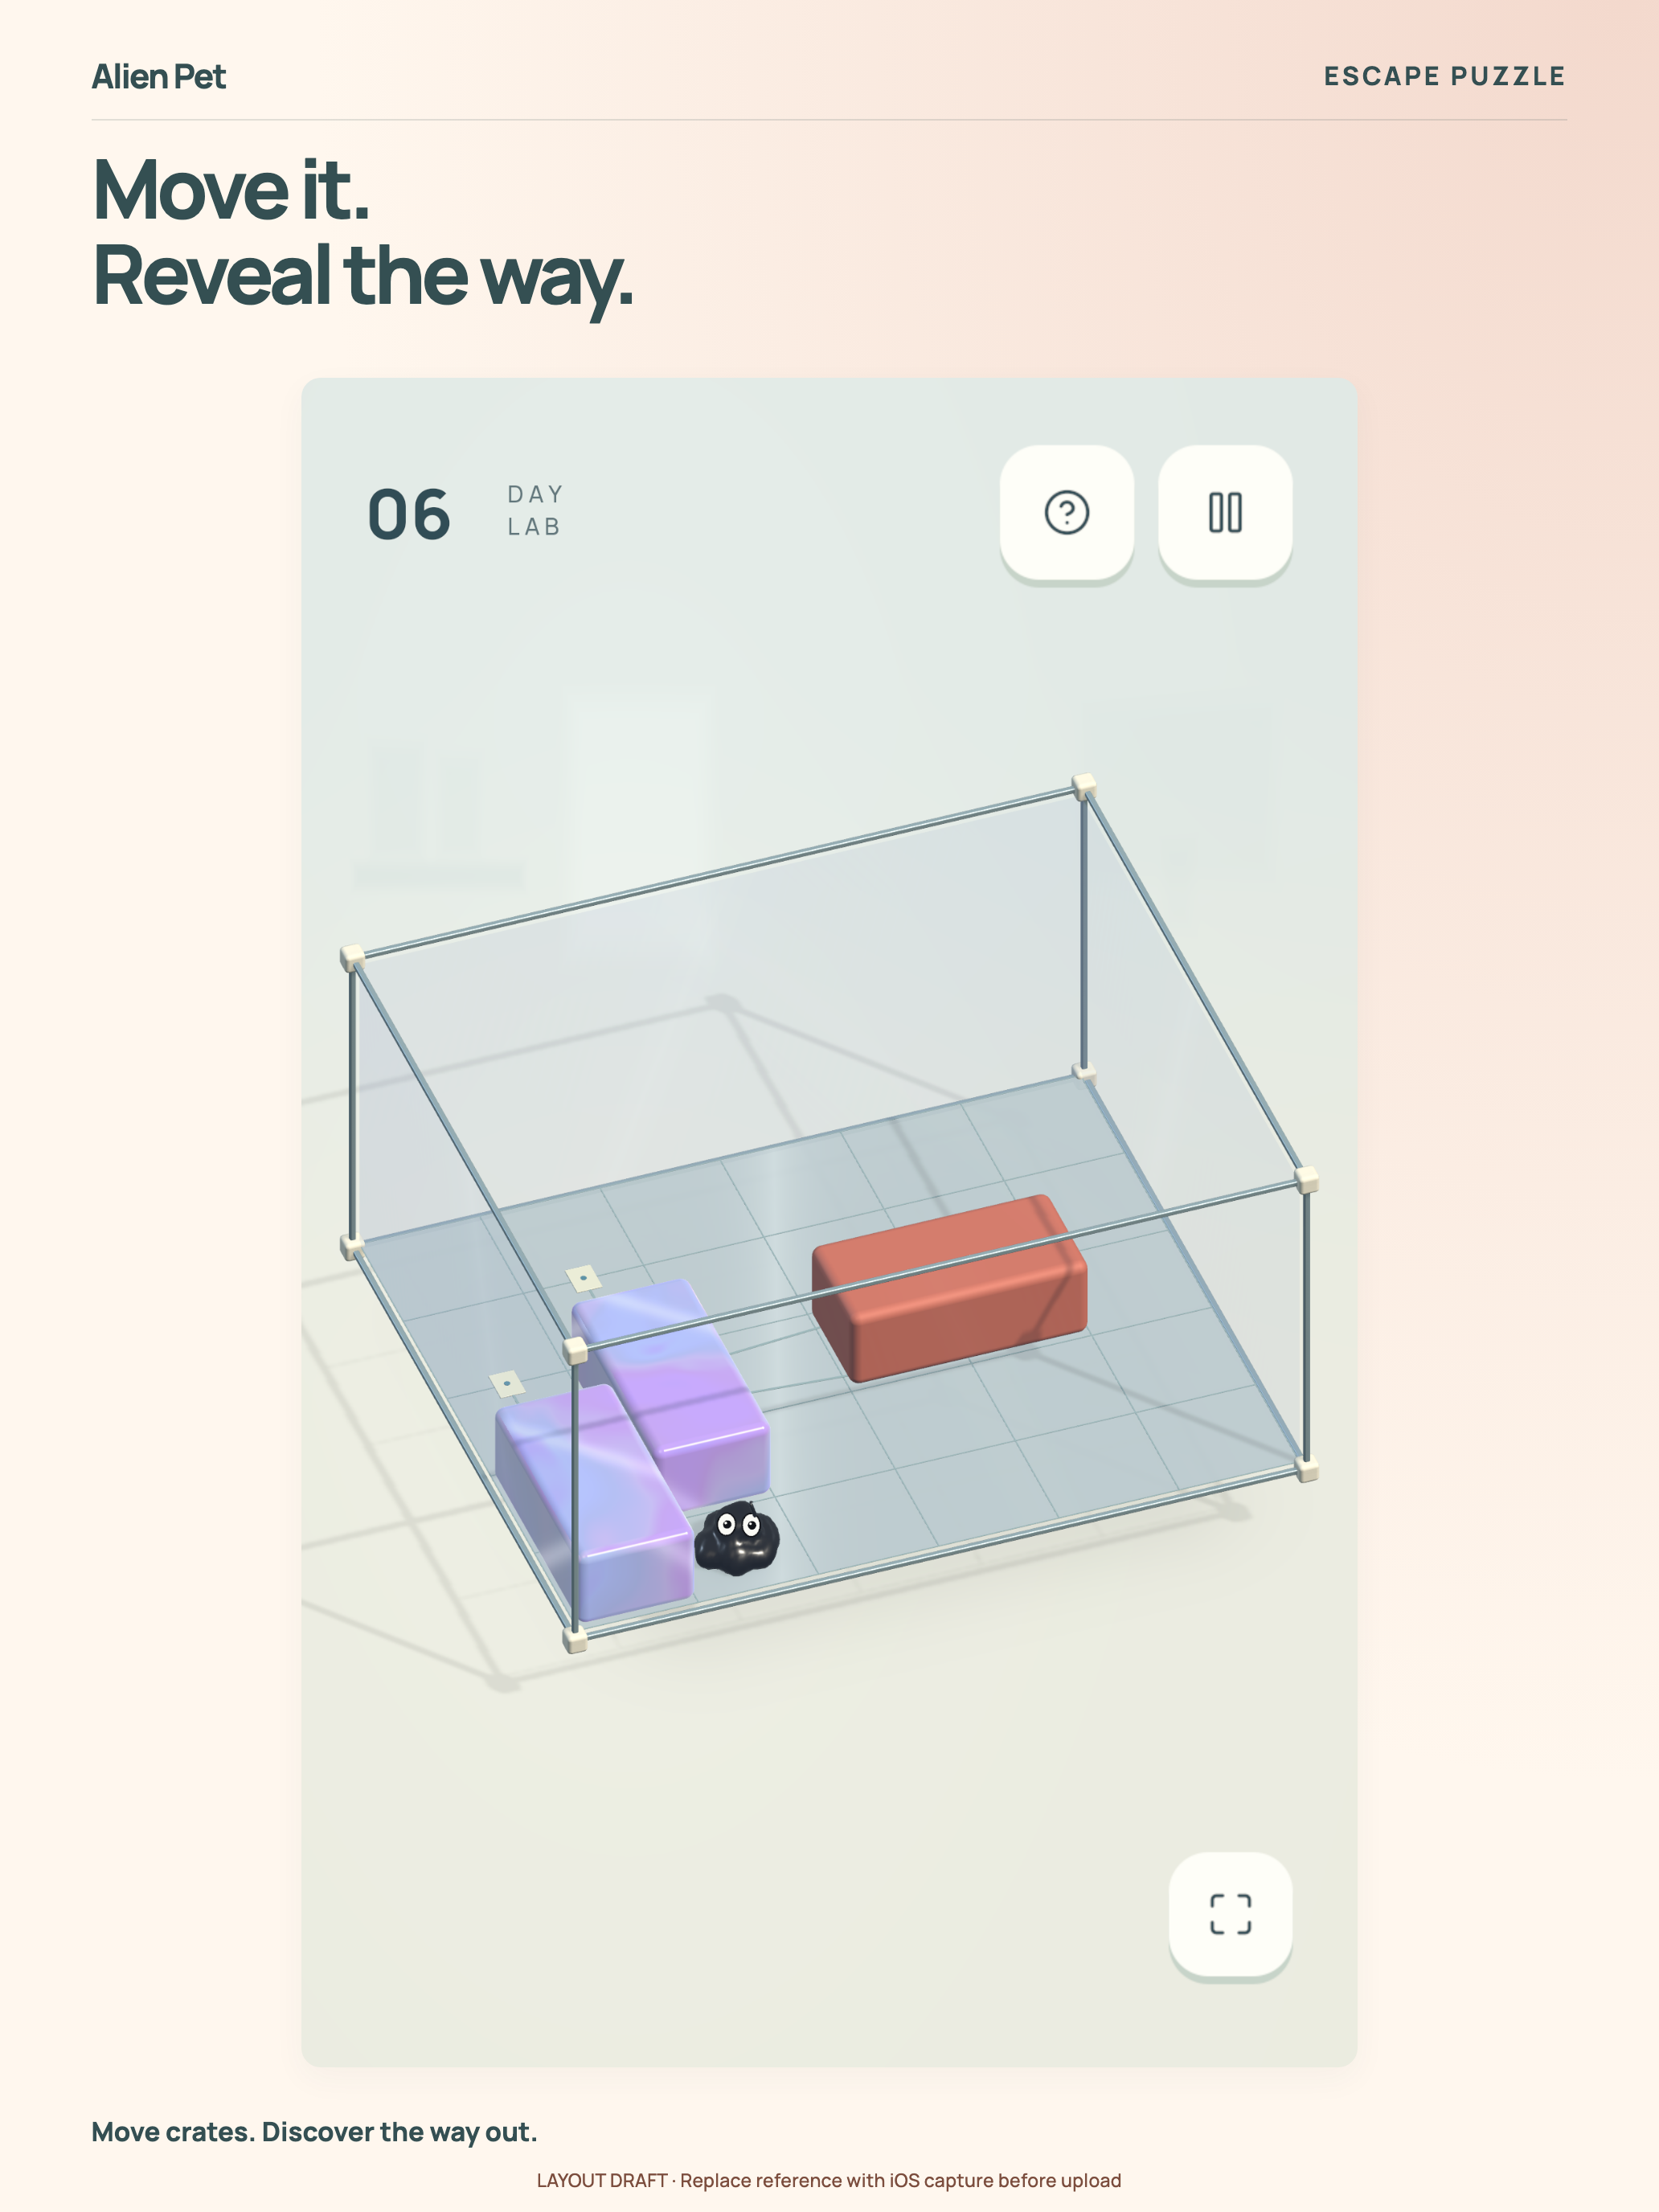 Alien Pet
ESCAPE PUZZLE
Move it.
Reveal the way.
06
DAY
LAB
Move crates. Discover the way out.
LAYOUT DRAFT · Replace reference with iOS capture before upload